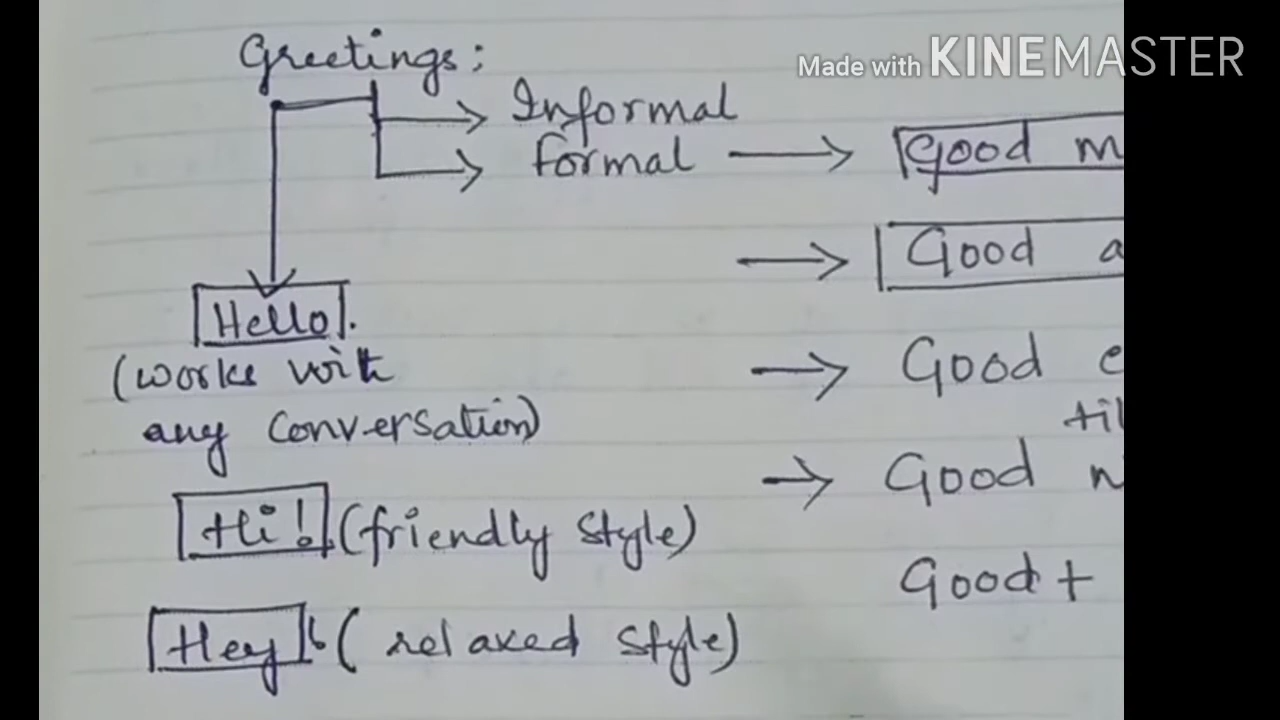 Made with KINEMASTER
Greetings:
Informal
formal
Good m
Good a
Hello.
(works with
any conversation)
Good e
til
Good n
Hi! (friendly style)
Good +
Hey! (relaxed style)